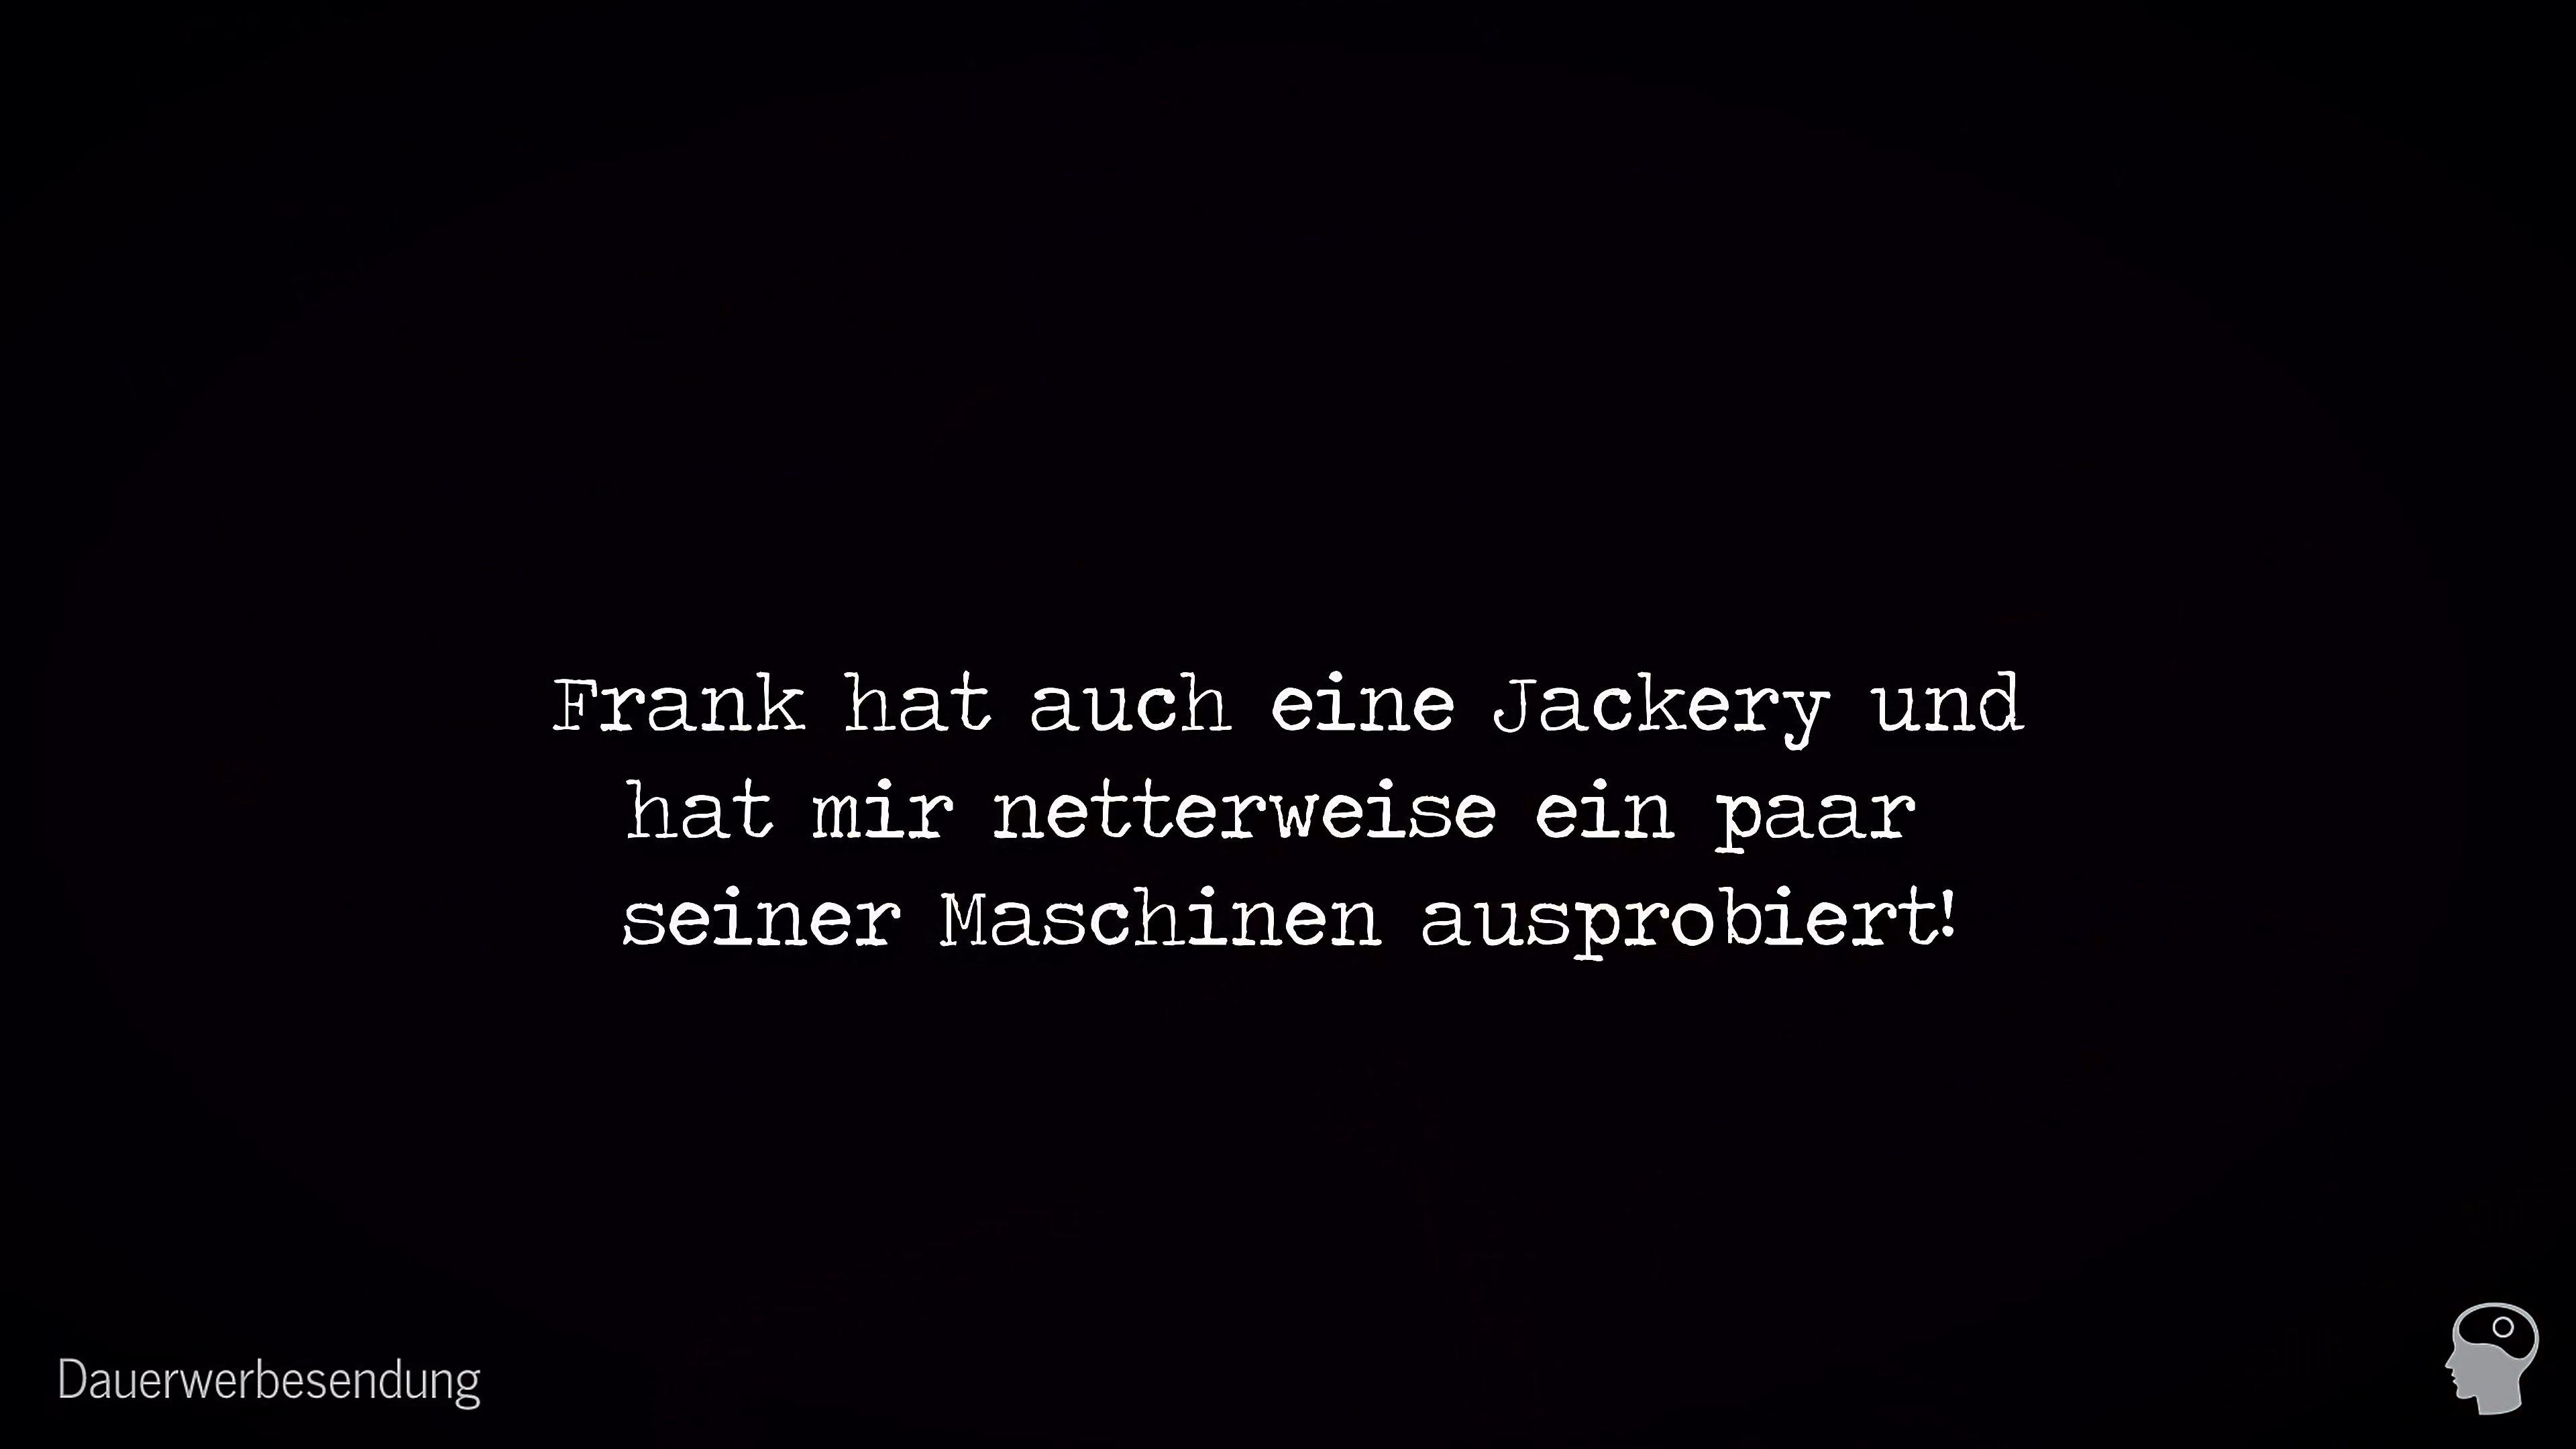 Frank hat auch eine Jackery und
hat mir netterweise ein paar
seiner Maschinen ausprobiert!
Dauerwerbesendung